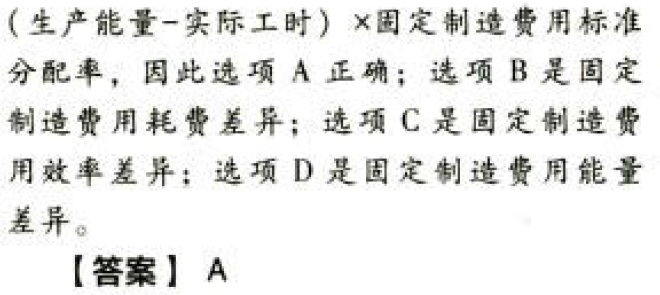 (生产能量-实际工时)×固定制造费用标准
分配率，因此选项 A 正确；选项 B 是固定
制造费用耗费差异；选项 C 是固定制造费
用效率差异；选项 D 是固定制造费用能量
差异。
【答案】 A